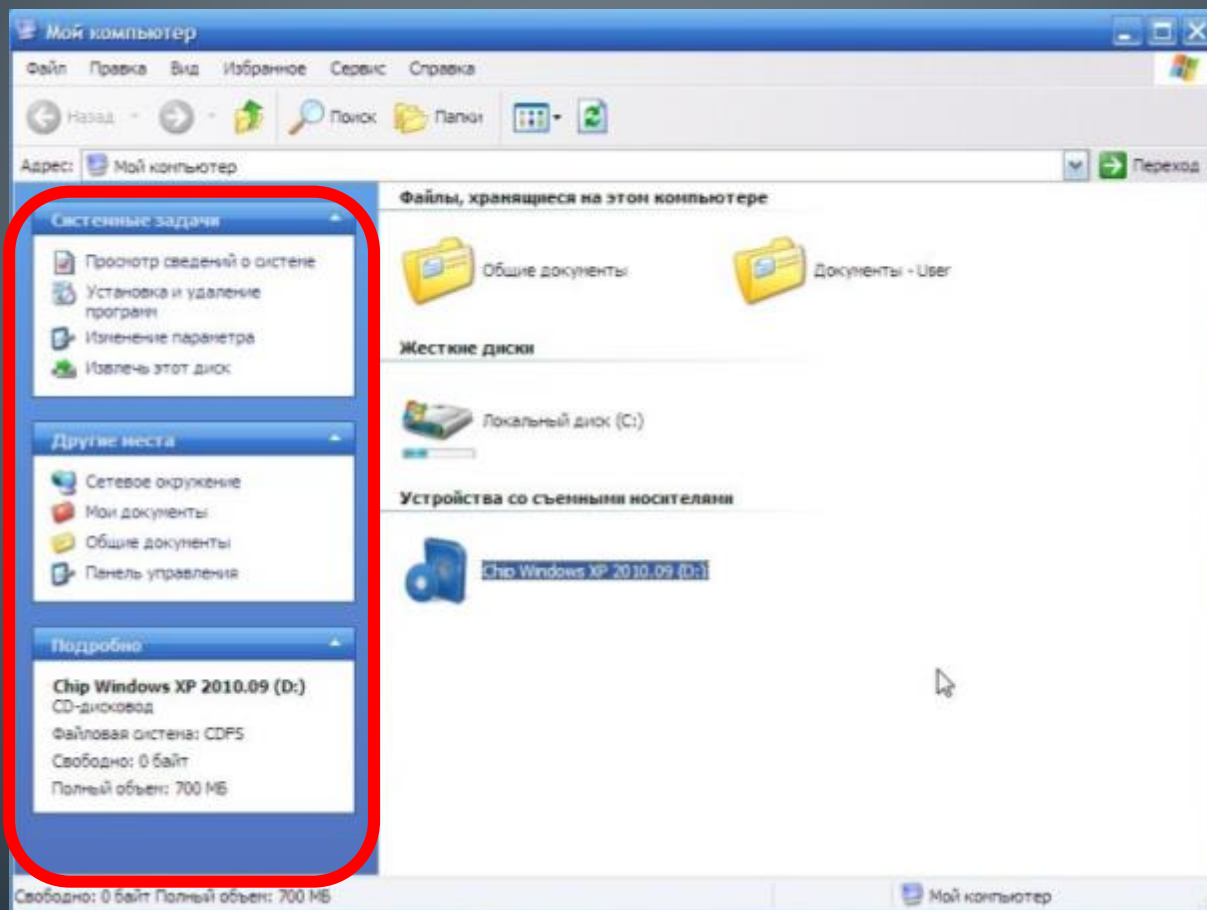 Мой компьютер
Файл Правка Вид Избранное Сервис Справка
Назад Поиск Папки
Адрес: Мой компьютер Переход
Системные задачи
Просмотр сведений о системе
Установка и удаление
программ
Изменение параметра
Извлечь этот диск
Другие места
Сетевое окружение
Мои документы
Общие документы
Панель управления
Подробно
Chip Windows XP 2010.09 (D:)
CD-дисковод
Файловая система: CDFS
Свободно: 0 байт
Полный объем: 700 МБ
Файлы, хранящиеся на этом компьютере
Общие документы
Документы - User
Жесткие диски
Локальный диск (C:)
Устройства со съемными носителями
Chip Windows XP 2010.09 (D:)
Свободно: 0 байт Полный объем: 700 МБ
Мой компьютер